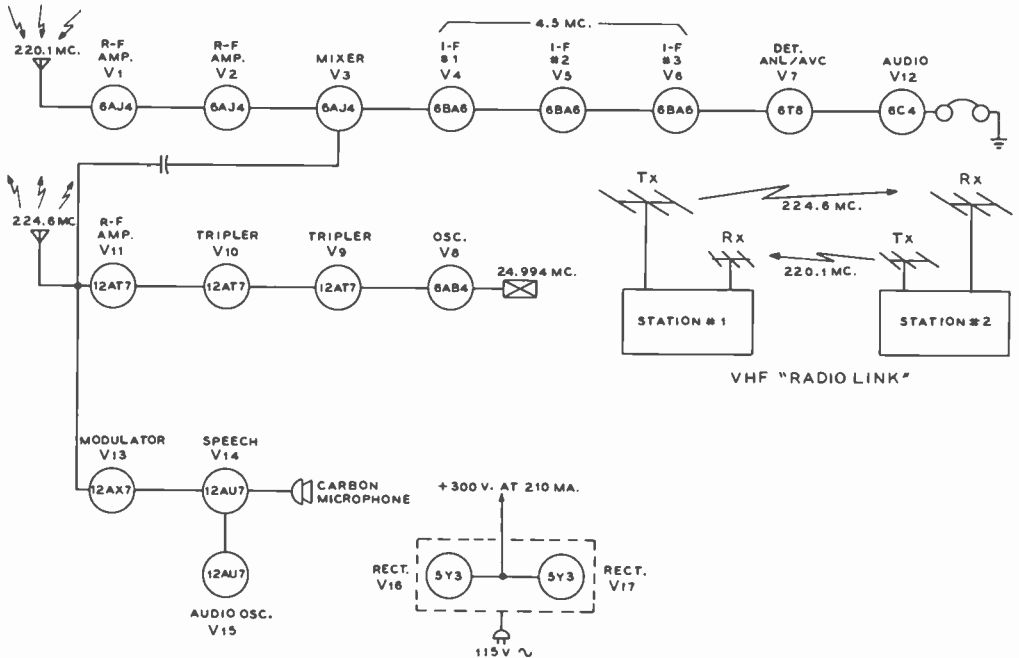 4.5 MC.
220.1 MC.
R-F
AMP.
V1
R-F
AMP.
V2
MIXER
V3
I-F
#1
V4
I-F
#2
V5
I-F
#3
V6
DET.
ANL/AVC
V7
AUDIO
V12
6AJ4
6AJ4
6AJ4
6BA6
6BA6
6BA6
6T8
6C4
224.6 MC.
R-F
AMP.
V11
TRIPLER
V10
TRIPLER
V9
OSC.
V8
24.994 MC.
12AT7
12AT7
12AT7
6AB4
Tx
Rx
224.6 MC.
Rx
Tx
220.1 MC.
STATION #1
STATION #2
VHF "RADIO LINK"
MODULATOR
V13
SPEECH
V14
12AX7
12AU7
CARBON
MICROPHONE
12AU7
AUDIO OSC.
V15
+300 V. AT 210 MA.
RECT.
V16
5Y3
5Y3
RECT.
V17
115 V ~